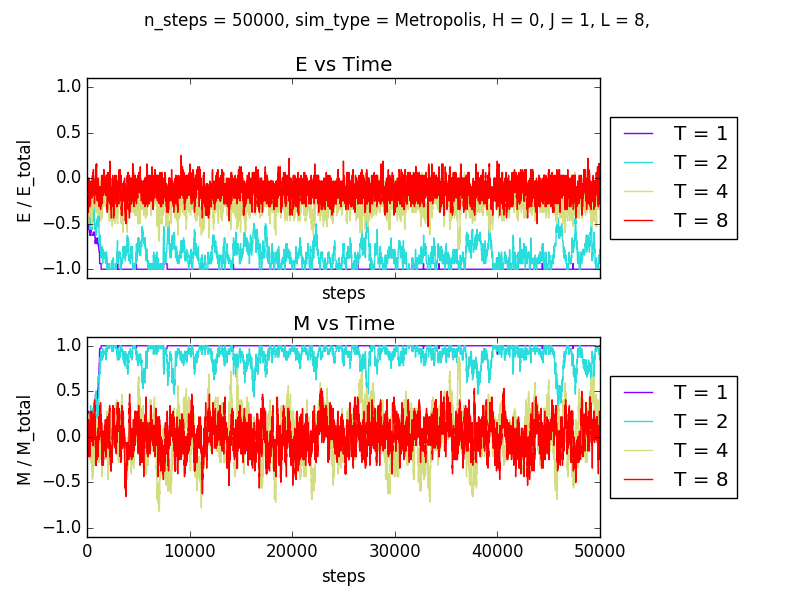 n_steps = 50000, sim_type = Metropolis, H = 0, J = 1, L = 8,
E vs Time
E / E_total
1.0
0.5
0.0
−0.5
−1.0
steps
T = 1
T = 2
T = 4
T = 8
M vs Time
M / M_total
1.0
0.5
0.0
−0.5
−1.0
0 10000 20000 30000 40000 50000
steps
T = 1
T = 2
T = 4
T = 8